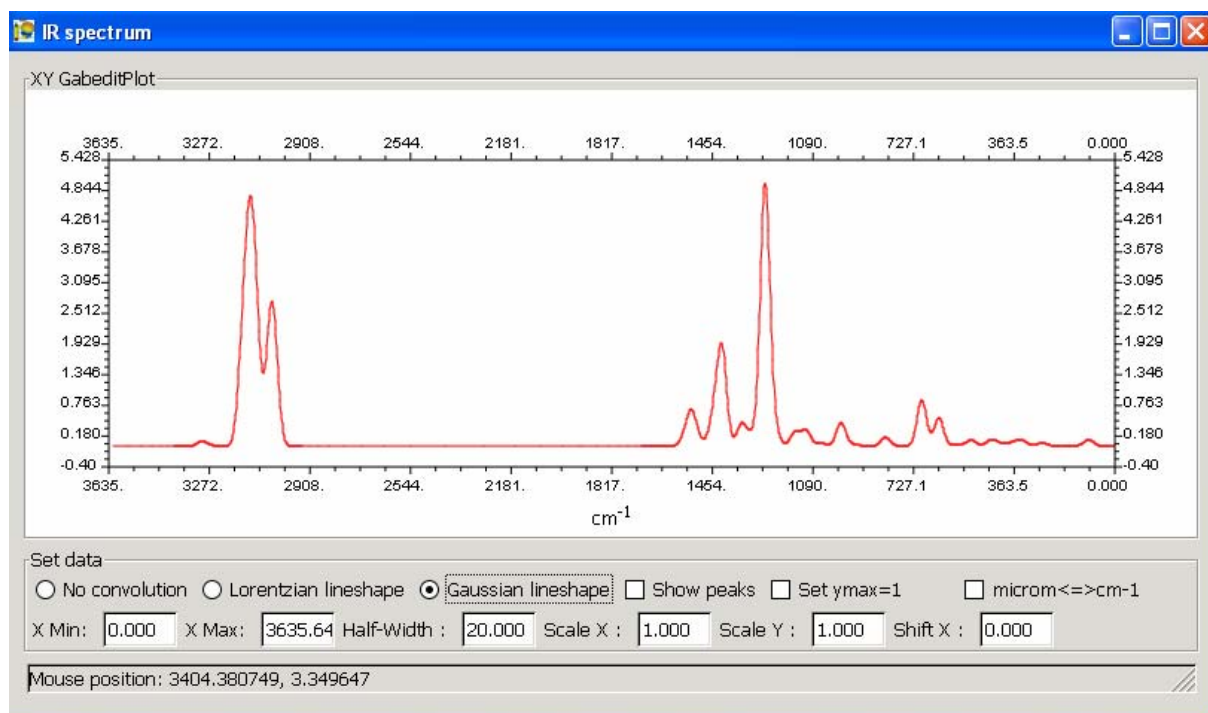 IR spectrum
XY GabeditPlot
3635. 3272. 2908. 2544. 2181. 1817. 1454. 1090. 727.1 363.5 0.000
5.428 5.428
4.844 4.844
4.261 4.261
3.678 3.678
3.095 3.095
2.512 2.512
1.929 1.929
1.346 1.346
0.763 0.763
0.180 0.180
-0.40 -0.40
3635. 3272. 2908. 2544. 2181. 1817. 1454. 1090. 727.1 363.5 0.000
cm-1
Set data
No convolution Lorentzian lineshape Gaussian lineshape Show peaks Set ymax=1 microm<=>cm-1
X Min: 0.000 X Max: 3635.64 Half-Width : 20.000 Scale X : 1.000 Scale Y : 1.000 Shift X : 0.000
Mouse position: 3404.380749, 3.349647